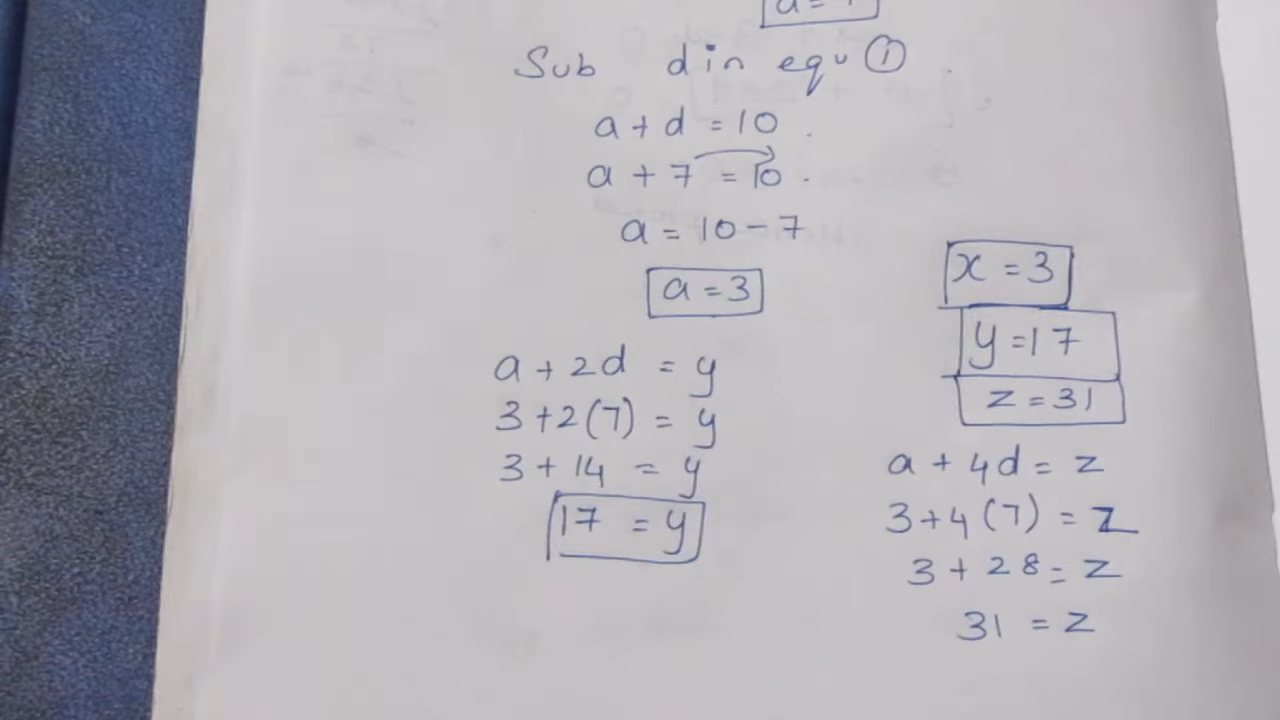 Sub d in equ ①
a + d = 10 .
a + 7 = 10 .
a = 10 - 7
a = 3
a + 2d = y
3 + 2(7) = y
3 + 14 = y
17 = y
x = 3
y = 17
z = 31
a + 4d = z
3 + 4(7) = z
3 + 28 = z
31 = z